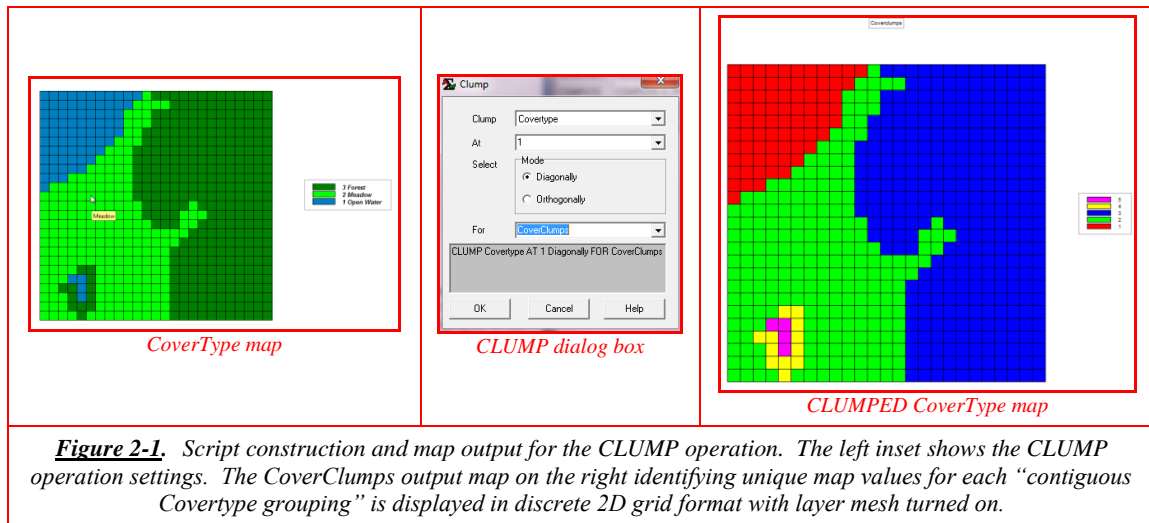 3 Forest
2 Meadow
1 Open Water
Meadow
CoverType map
Clump
Clump
Covertype
At
1
Select
Mode
Diagonally
Orthogonally
For
CoverClumps
CLUMP Covertype AT 1 Diagonally FOR CoverClumps
OK
Cancel
Help
CLUMP dialog box
Coverclumps
5
4
3
2
1
CLUMPED CoverType map
Figure 2-1. Script construction and map output for the CLUMP operation. The left inset shows the CLUMP
operation settings. The CoverClumps output map on the right identifying unique map values for each “contiguous
Covertype grouping” is displayed in discrete 2D grid format with layer mesh turned on.